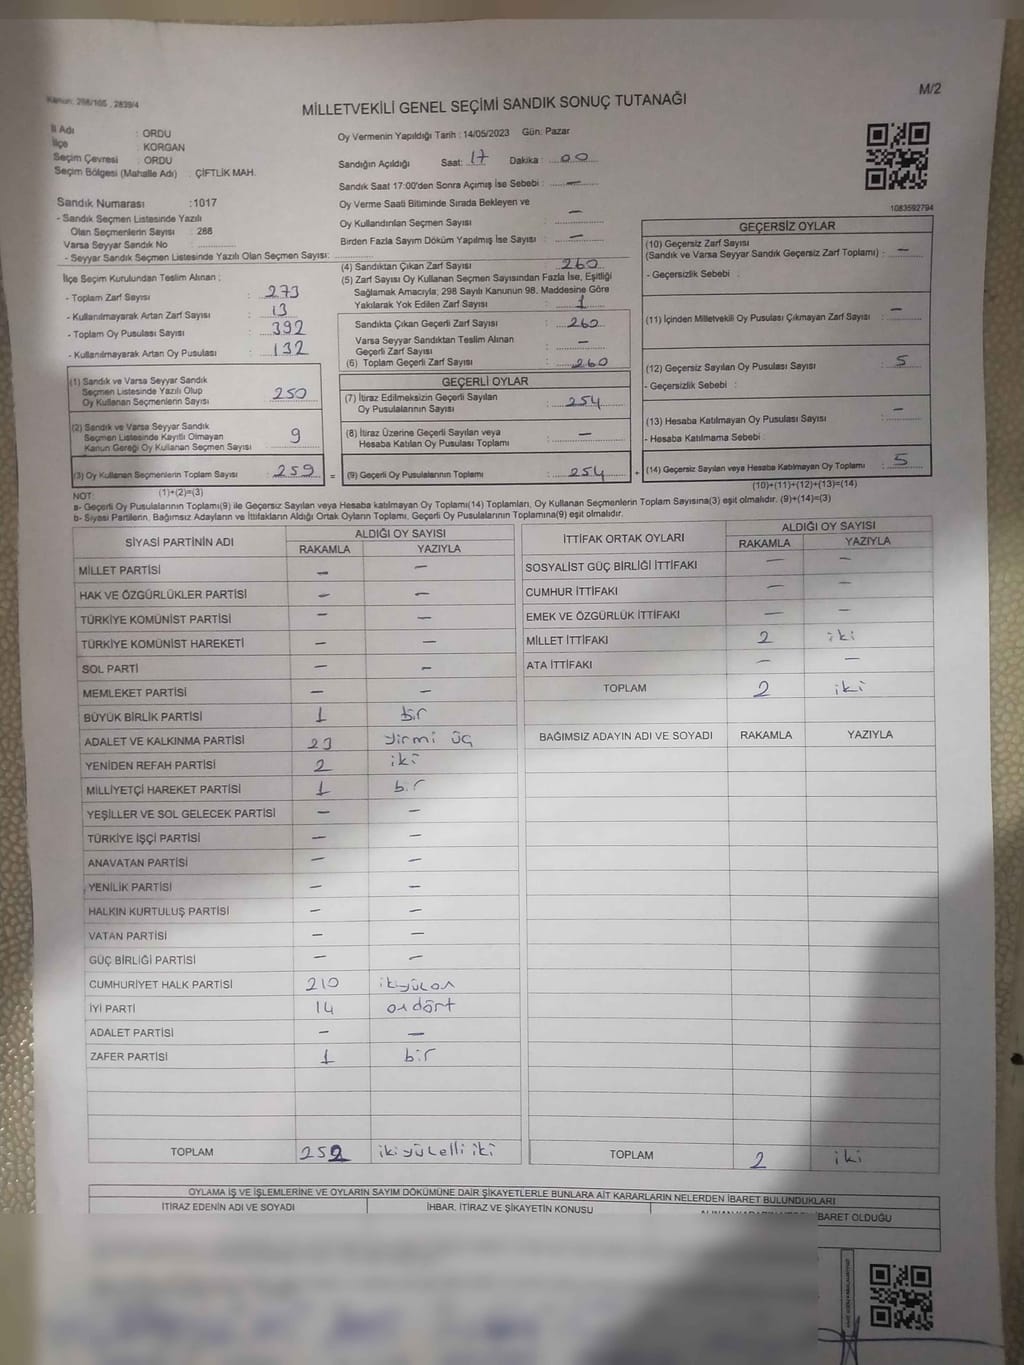 Kanun: 298/105 , 2839/4
M/2
MİLLETVEKİLİ GENEL SEÇİMİ SANDIK SONUÇ TUTANAĞI
İl Adı : ORDU
İlçe : KORGAN
Seçim Çevresi : ORDU
Seçim Bölgesi (Mahalle Adı) : ÇİFTLİK MAH.
Sandık Numarası :1017
- Sandık Seçmen Listesinde Yazılı
Olan Seçmenlerin Sayısı : 268
Varsa Seyyar Sandık No
- Seyyar Sandık Seçmen Listesinde Yazılı Olan Seçmen Sayısı:
Oy Vermenin Yapıldığı Tarih : 14/05/2023 Gün: Pazar
Sandığın Açıldığı Saat: 17 Dakika : 00
Sandık Saat 17:00'den Sonra Açımış İse Sebebi : —
Oy Verme Saati Bitiminde Sırada Bekleyen ve
Oy Kullandırılan Seçmen Sayısı : —
Birden Fazla Sayım Döküm Yapılmış İse Sayısı : —
1083592794
İlçe Seçim Kurulundan Teslim Alınan ;
- Toplam Zarf Sayısı : 273
- Kullanılmayarak Artan Zarf Sayısı : 13
- Toplam Oy Pusulası Sayısı : 392
- Kullanılmayarak Artan Oy Pusulası : 132
(4) Sandıktan Çıkan Zarf Sayısı : 260
(5) Zarf Sayısı Oy Kullanan Seçmen Sayısından Fazla İse, Eşitliği
Sağlamak Amacıyla; 298 Sayılı Kanunun 98. Maddesine Göre
Yakılarak Yok Edilen Zarf Sayısı : 1
Sandıkta Çıkan Geçerli Zarf Sayısı : 260
Varsa Seyyar Sandıktan Teslim Alınan
Geçerli Zarf Sayısı : —
(6) Toplam Geçerli Zarf Sayısı : 260
(1) Sandık ve Varsa Seyyar Sandık
Seçmen Listesinde Yazılı Olup
Oy Kullanan Seçmenlerin Sayısı 250
(2) Sandık ve Varsa Seyyar Sandık
Seçmen Listesinde Kayıtlı Olmayan
Kanun Gereği Oy Kullanan Seçmen Sayısı 9
(3) Oy Kullanan Seçmenlerin Toplam Sayısı : 259 =
GEÇERLİ OYLAR
(7) İtiraz Edilmeksizin Geçerli Sayılan
Oy Pusulalarının Sayısı : 254
(8) İtiraz Üzerine Geçerli Sayılan veya
Hesaba Katılan Oy Pusulası Toplamı : —
(9) Geçerli Oy Pusulalarının Toplamı : 254 +
GEÇERSİZ OYLAR
(10) Geçersiz Zarf Sayısı
(Sandık ve Varsa Seyyar Sandık Geçersiz Zarf Toplamı) : —
- Geçersizlik Sebebi :
(11) İçinden Milletvekili Oy Pusulası Çıkmayan Zarf Sayısı : —
(12) Geçersiz Sayılan Oy Pusulası Sayısı : 5
- Geçersizlik Sebebi :
(13) Hesaba Katılmayan Oy Pusulası Sayısı : —
- Hesaba Katılmama Sebebi :
(14) Geçersiz Sayılan veya Hesaba Katılmayan Oy Toplamı : 5
NOT: (1)+(2)=(3)
(10)+(11)+(12)+(13)=(14)
a- Geçerli Oy Pusulalarının Toplamı(9) ile Geçersiz Sayılan veya Hesaba katılmayan Oy Toplamı(14) Toplamları, Oy Kullanan Seçmenlerin Toplam Sayısına(3) eşit olmalıdır. (9)+(14)=(3)
b- Siyasi Partilerin, Bağımsız Adayların ve İttifakların Aldığı Ortak Oyların Toplamı, Geçerli Oy Pusulalarının Toplamına(9) eşit olmalıdır.
SİYASİ PARTİNİN ADI ALDIĞI OY SAYISI
RAKAMLA YAZIYLA
MİLLET PARTİSİ — —
HAK VE ÖZGÜRLÜKLER PARTİSİ — —
TÜRKİYE KOMÜNİST PARTİSİ — —
TÜRKİYE KOMÜNİST HAREKETİ — —
SOL PARTİ — —
MEMLEKET PARTİSİ — —
BÜYÜK BİRLİK PARTİSİ 1 bir
ADALET VE KALKINMA PARTİSİ 23 yirmi üç
YENİDEN REFAH PARTİSİ 2 iki
MİLLİYETÇİ HAREKET PARTİSİ 1 bir
YEŞİLLER VE SOL GELECEK PARTİSİ — —
TÜRKİYE İŞÇİ PARTİSİ — —
ANAVATAN PARTİSİ — —
YENİLİK PARTİSİ — —
HALKIN KURTULUŞ PARTİSİ — —
VATAN PARTİSİ — —
GÜÇ BİRLİĞİ PARTİSİ — —
CUMHURİYET HALK PARTİSİ 210 ikiyüzon
İYİ PARTİ 14 ondört
ADALET PARTİSİ — —
ZAFER PARTİSİ 1 bir
TOPLAM 252 ikiyüzelli iki
İTTİFAK ORTAK OYLARI ALDIĞI OY SAYISI
RAKAMLA YAZIYLA
SOSYALİST GÜÇ BİRLİĞİ İTTİFAKI — —
CUMHUR İTTİFAKI — —
EMEK VE ÖZGÜRLÜK İTTİFAKI — —
MİLLET İTTİFAKI 2 iki
ATA İTTİFAKI — —
TOPLAM 2 iki
BAĞIMSIZ ADAYIN ADI VE SOYADI RAKAMLA YAZIYLA
TOPLAM 2 iki
OYLAMA İŞ VE İŞLEMLERİNE VE OYLARIN SAYIM DÖKÜMÜNE DAİR ŞİKAYETLERLE BUNLARA AİT KARARLARIN NELERDEN İBARET BULUNDUKLARI
İTİRAZ EDENİN ADI VE SOYADI İHBAR, İTİRAZ VE ŞİKAYETİN KONUSU İBARET OLDUĞU